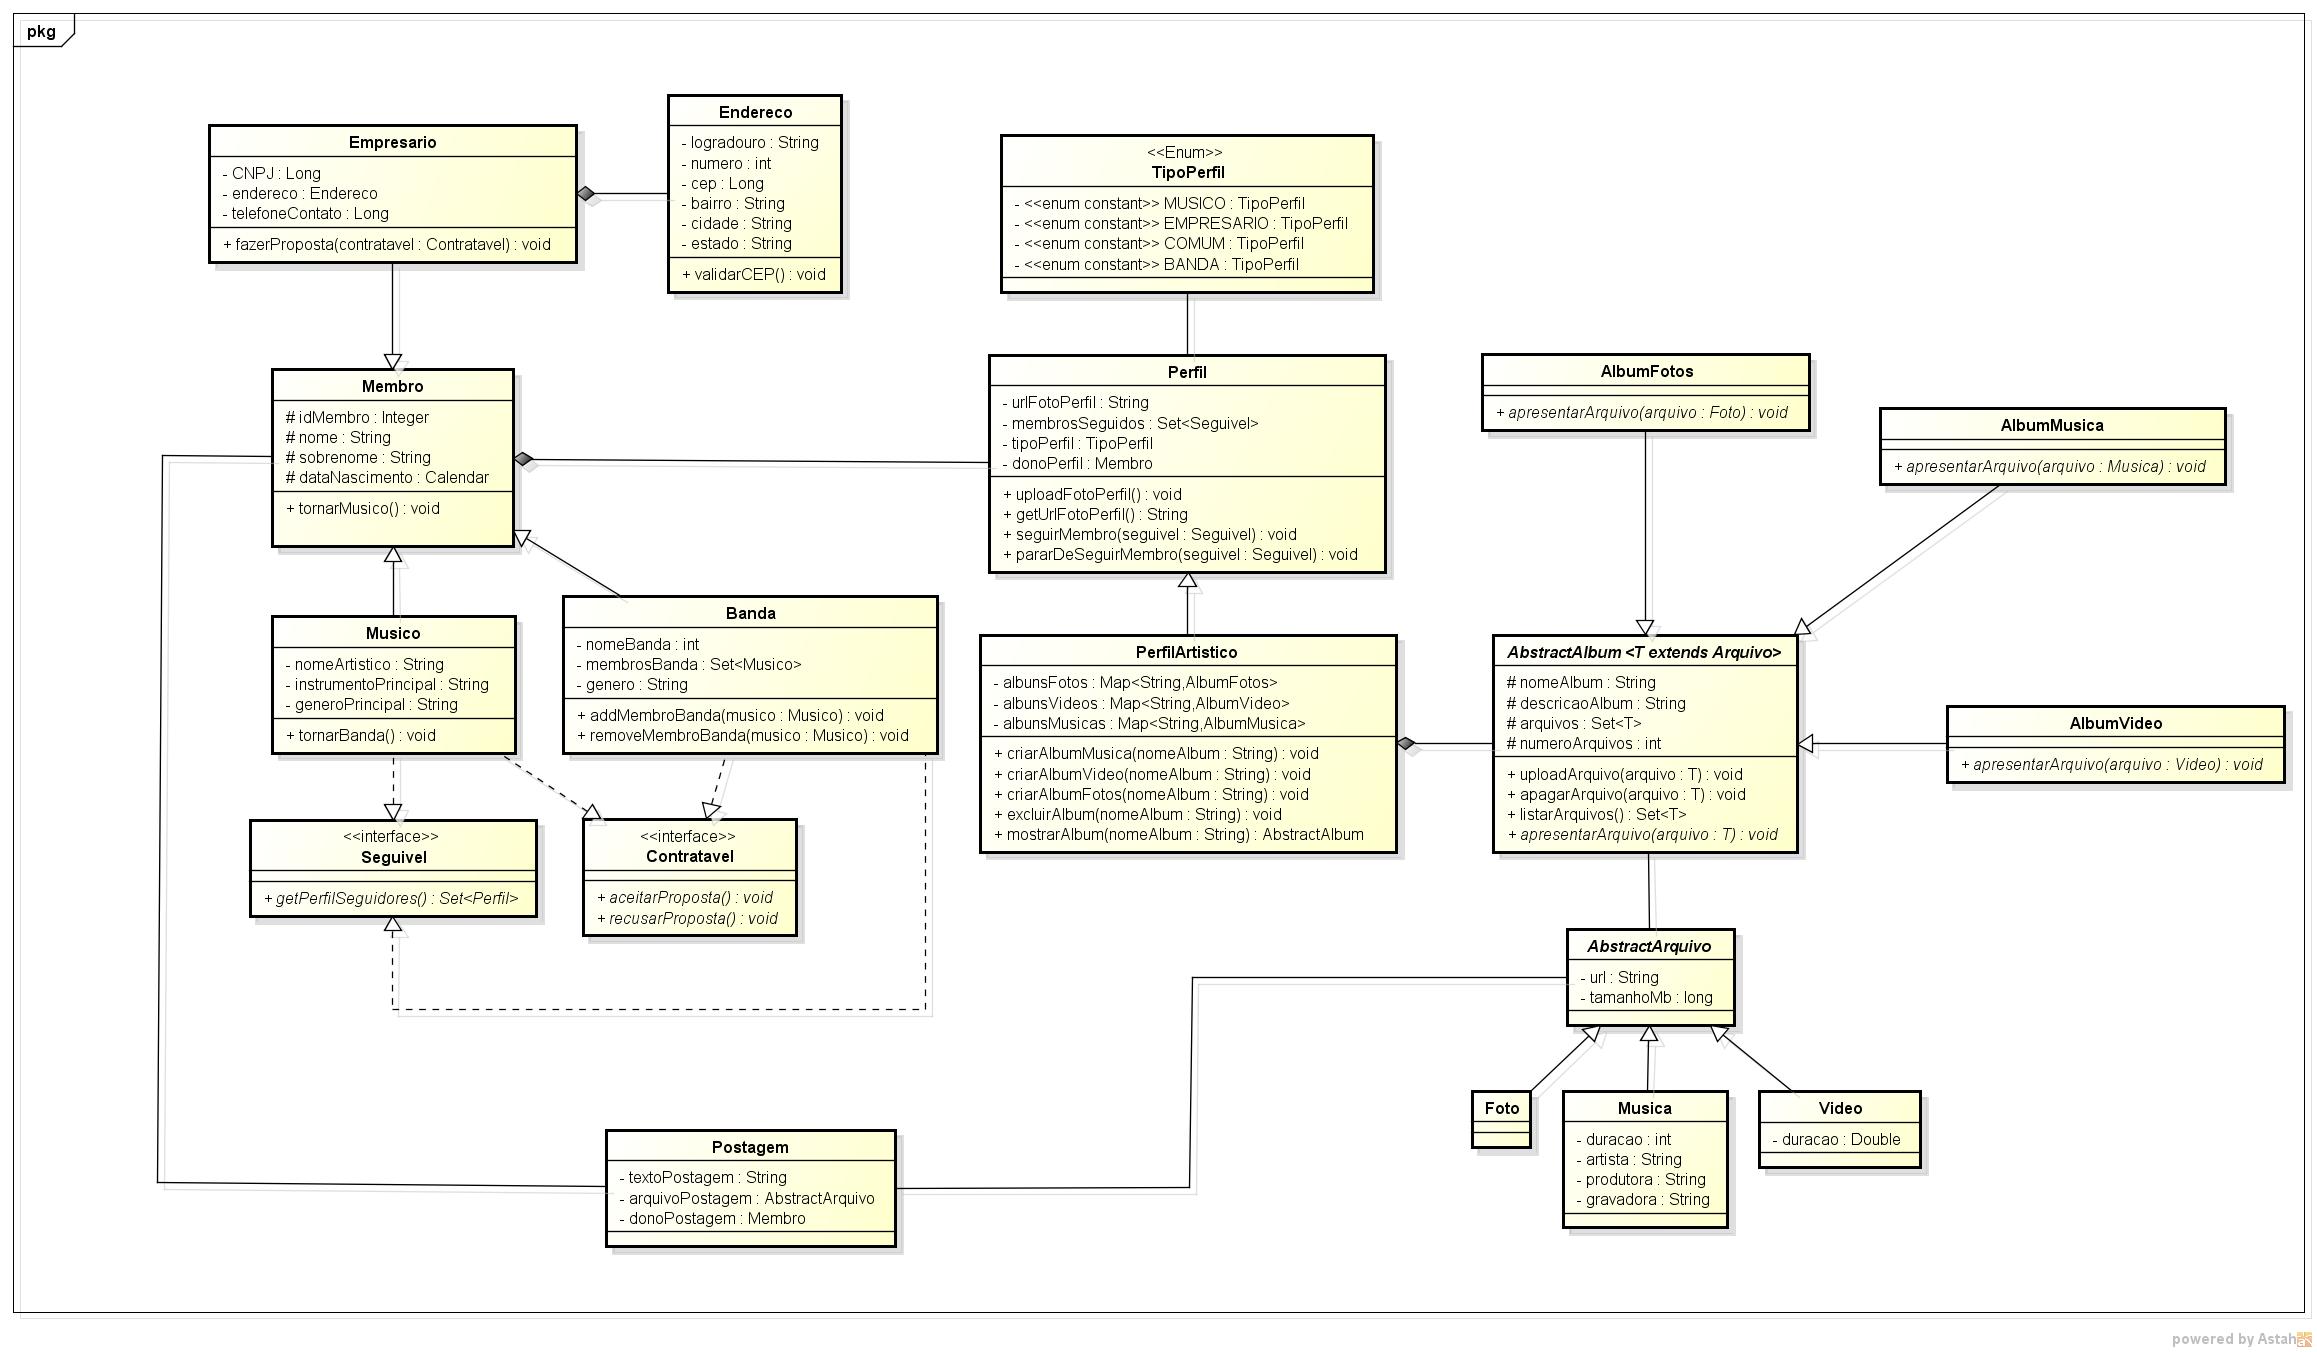 pkg
Empresario
- CNPJ : Long
- endereco : Endereco
- telefoneContato : Long
+ fazerProposta(contratavel : Contratavel) : void
Endereco
- logradouro : String
- numero : int
- cep : Long
- bairro : String
- cidade : String
- estado : String
+ validarCEP() : void
<<Enum>>
TipoPerfil
- <<enum constant>> MUSICO : TipoPerfil
- <<enum constant>> EMPRESARIO : TipoPerfil
- <<enum constant>> COMUM : TipoPerfil
- <<enum constant>> BANDA : TipoPerfil
Membro
# idMembro : Integer
# nome : String
# sobrenome : String
# dataNascimento : Calendar
+ tornarMusico() : void
Perfil
- urlFotoPerfil : String
- membrosSeguidos : Set<Seguivel>
- tipoPerfil : TipoPerfil
- donoPerfil : Membro
+ uploadFotoPerfil() : void
+ getUrlFotoPerfil() : String
+ seguirMembro(seguivel : Seguivel) : void
+ pararDeSeguirMembro(seguivel : Seguivel) : void
AlbumFotos
+ apresentarArquivo(arquivo : Foto) : void
AlbumMusica
+ apresentarArquivo(arquivo : Musica) : void
Musico
- nomeArtistico : String
- instrumentoPrincipal : String
- generoPrincipal : String
+ tornarBanda() : void
Banda
- nomeBanda : int
- membrosBanda : Set<Musico>
- genero : String
+ addMembroBanda(musico : Musico) : void
+ removeMembroBanda(musico : Musico) : void
PerfilArtistico
- albunsFotos : Map<String,AlbumFotos>
- albunsVideos : Map<String,AlbumVideo>
- albunsMusicas : Map<String,AlbumMusica>
+ criarAlbumMusica(nomeAlbum : String) : void
+ criarAlbumVideo(nomeAlbum : String) : void
+ criarAlbumFotos(nomeAlbum : String) : void
+ excluirAlbum(nomeAlbum : String) : void
+ mostrarAlbum(nomeAlbum : String) : AbstractAlbum
AbstractAlbum <T extends Arquivo>
# nomeAlbum : String
# descricaoAlbum : String
# arquivos : Set<T>
# numeroArquivos : int
+ uploadArquivo(arquivo : T) : void
+ apagarArquivo(arquivo : T) : void
+ listarArquivos() : Set<T>
+ apresentarArquivo(arquivo : T) : void
AlbumVideo
+ apresentarArquivo(arquivo : Video) : void
<<interface>>
Seguivel
+ getPerfilSeguidores() : Set<Perfil>
<<interface>>
Contratavel
+ aceitarProposta() : void
+ recusarProposta() : void
AbstractArquivo
- url : String
- tamanhoMb : long
Foto
Musica
- duracao : int
- artista : String
- produtora : String
- gravadora : String
Video
- duracao : Double
Postagem
- textoPostagem : String
- arquivoPostagem : AbstractArquivo
- donoPostagem : Membro
powered by Astah